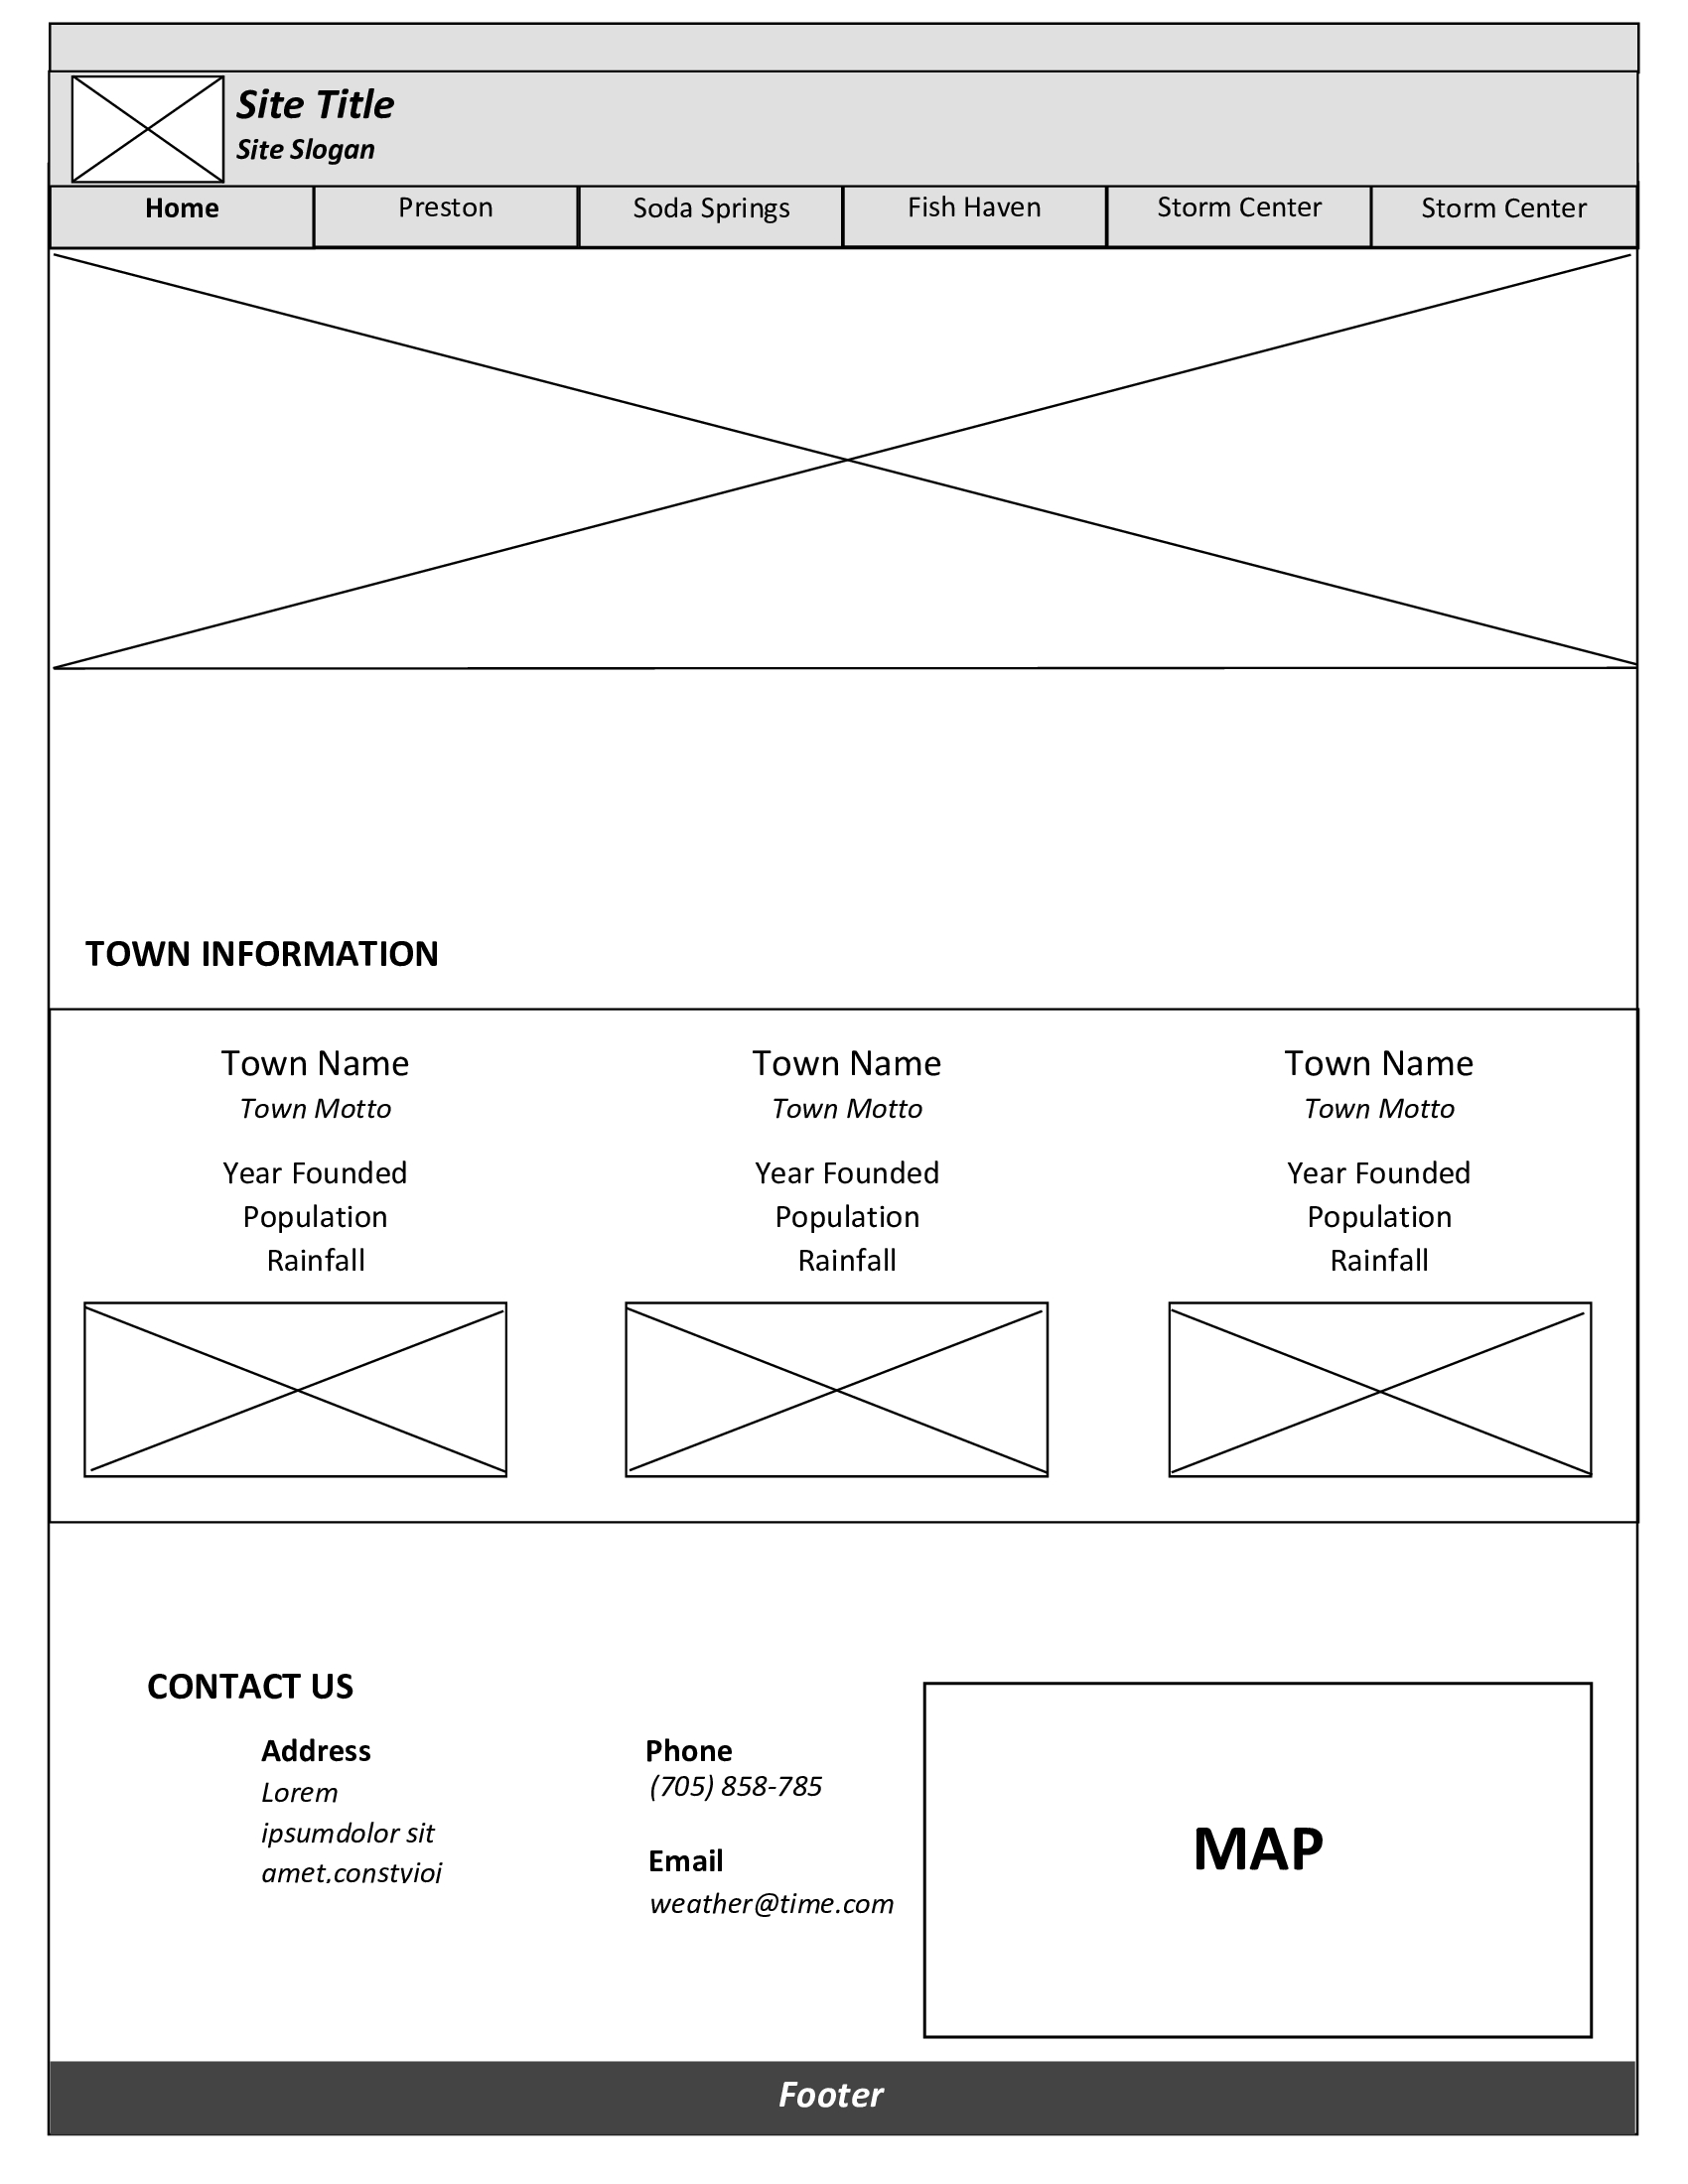 Site Title
Site Slogan
Home
Preston
Soda Springs
Fish Haven
Storm Center
Storm Center
TOWN INFORMATION
Town Name
Town Motto
Year Founded
Population
Rainfall
Town Name
Town Motto
Year Founded
Population
Rainfall
Town Name
Town Motto
Year Founded
Population
Rainfall
CONTACT US
Address
Lorem
ipsumdolor sit
amet,constvioi
Phone
(705) 858-785
Email
weather@time.com
MAP
Footer